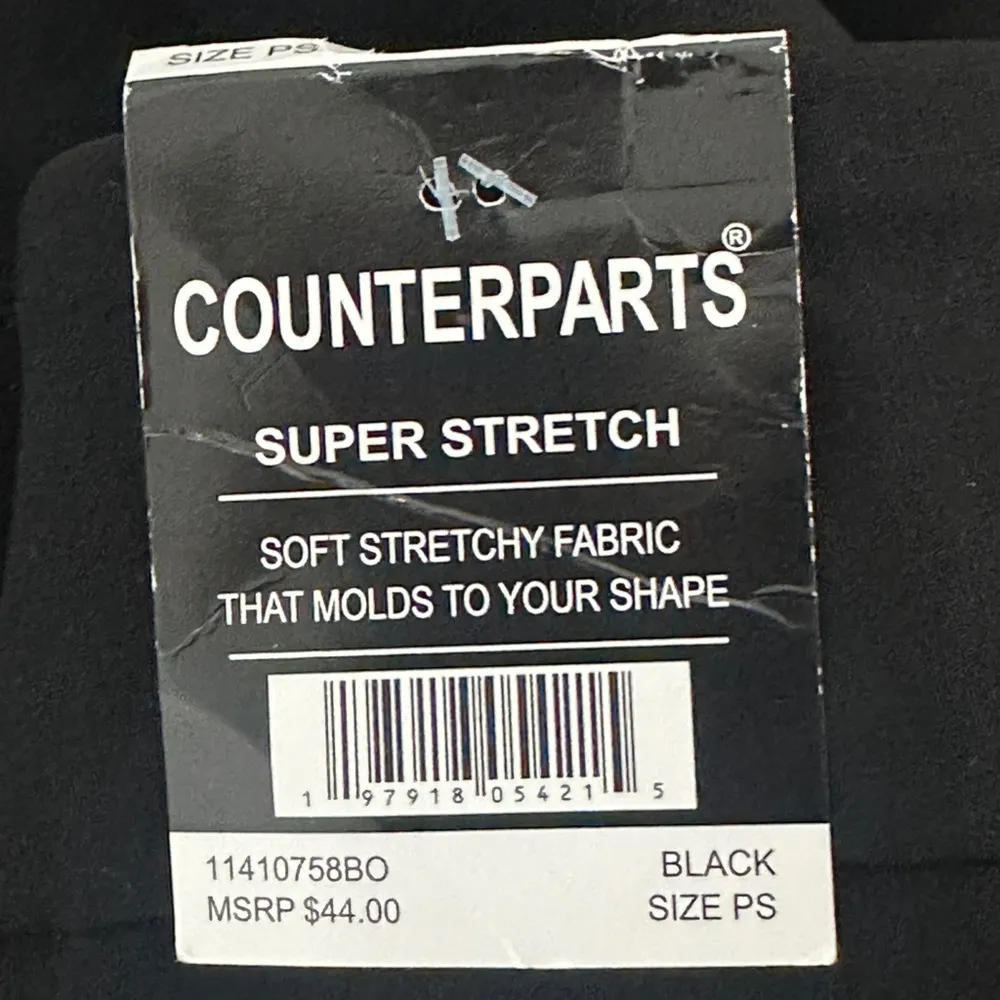 SIZE PS
COUNTERPARTS®
SUPER STRETCH
SOFT STRETCHY FABRIC
THAT MOLDS TO YOUR SHAPE
1 97918 05421 5
11410758BO BLACK
MSRP $44.00 SIZE PS